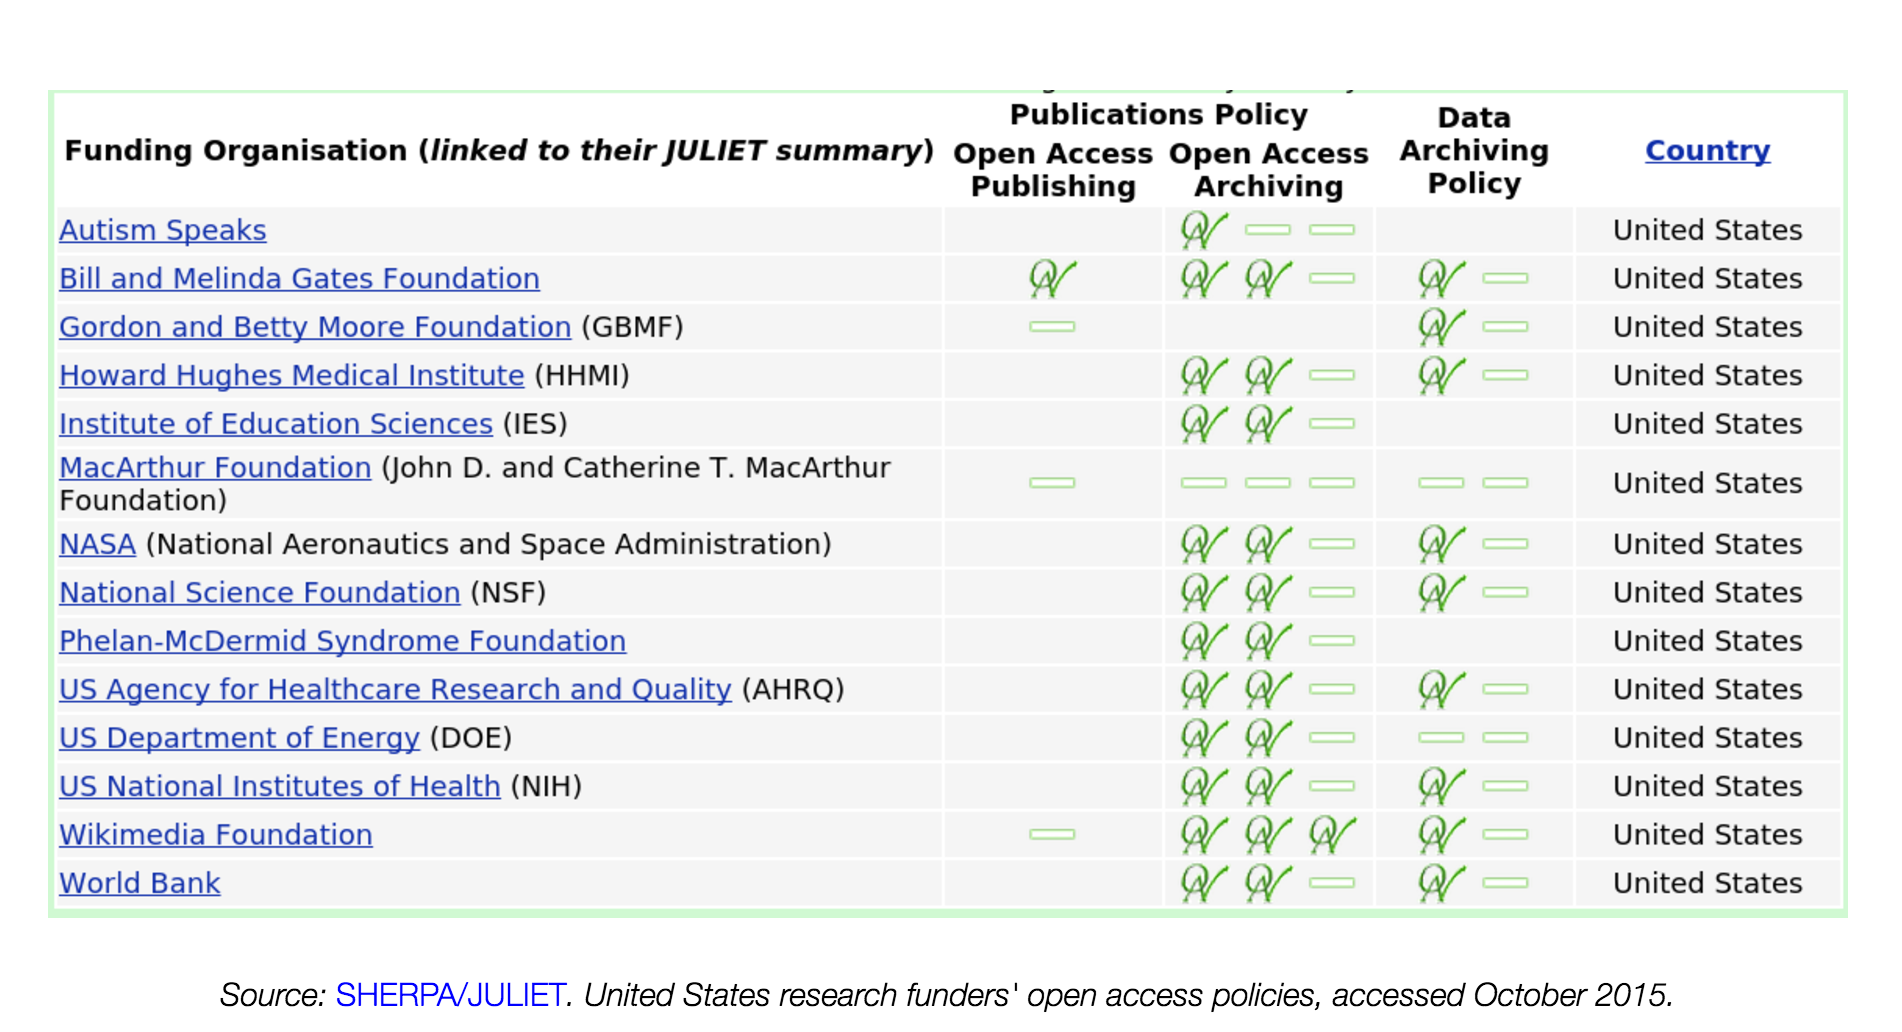 Publications Policy
Data
Archiving
Policy
Funding Organisation (linked to their JULIET summary)
Open Access
Publishing
Open Access
Archiving
Country
Autism Speaks United States
Bill and Melinda Gates Foundation United States
Gordon and Betty Moore Foundation (GBMF) United States
Howard Hughes Medical Institute (HHMI) United States
Institute of Education Sciences (IES) United States
MacArthur Foundation (John D. and Catherine T. MacArthur
Foundation) United States
NASA (National Aeronautics and Space Administration) United States
National Science Foundation (NSF) United States
Phelan-McDermid Syndrome Foundation United States
US Agency for Healthcare Research and Quality (AHRQ) United States
US Department of Energy (DOE) United States
US National Institutes of Health (NIH) United States
Wikimedia Foundation United States
World Bank United States
Source: SHERPA/JULIET. United States research funders' open access policies, accessed October 2015.